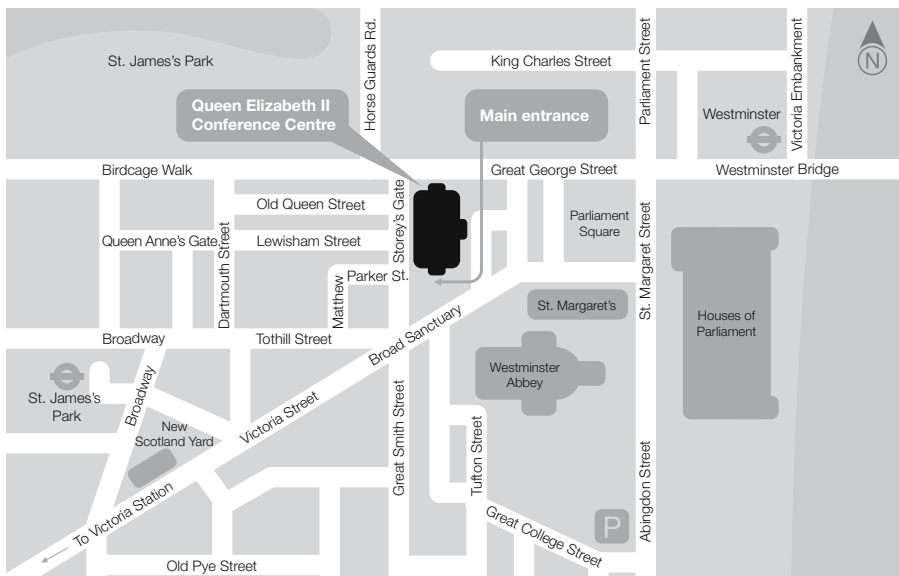 St. James's Park
Horse Guards Rd.
King Charles Street
Parliament Street
Victoria Embankment
N
Queen Elizabeth II
Conference Centre
Main entrance
Westminster
Birdcage Walk
Great George Street
Westminster Bridge
Old Queen Street
Storey's Gate
Parliament
Square
St. Margaret Street
Queen Anne's Gate
Dartmouth Street
Lewisham Street
Parker St.
Matthew
St. Margaret's
Houses of
Parliament
Broadway
Tothill Street
Broad Sanctuary
Westminster
Abbey
St. James's
Park
Broadway
New
Scotland Yard
Victoria Street
Great Smith Street
Tufton Street
Abingdon Street
To Victoria Station
P
Great College Street
Old Pye Street